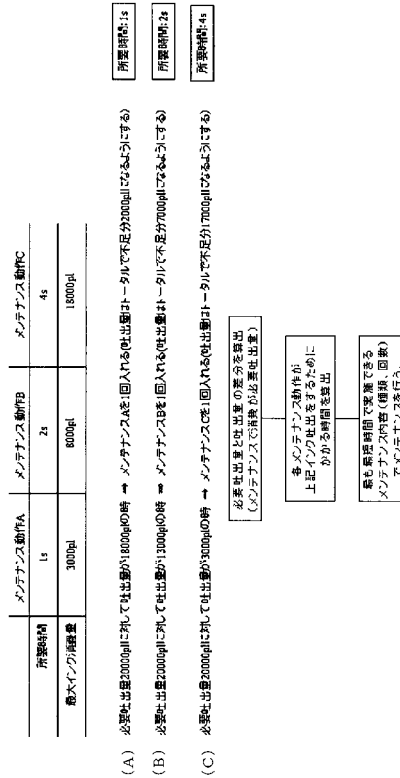 メンテナンス動作A メンテナンス動作B メンテナンス動作C
所要時間 1s 2s 4s
最大インク消費量 3000pl 8000pl 18000pl
(A) 必要吐出量20000plに対して吐出量が18000plの時 ➡ メンテナンスAを1回入れる(吐出量はトータルで不足分2000plになるようにする) 所要時間:1s
(B) 必要吐出量20000plに対して吐出量が13000plの時 ➡ メンテナンスBを1回入れる(吐出量はトータルで不足分7000plになるようにする) 所要時間:2s
(C) 必要吐出量20000plに対して吐出量が3000plの時 ➡ メンテナンスCを1回入れる(吐出量はトータルで不足分17000plになるようにする) 所要時間:4s
必要吐出量と吐出量の差分を算出
(メンテナンスで消費が必要吐出量)
各メンテナンス動作が
上記インク吐出をするために
かかる時間を算出
最も最短時間で実施できる
メンテナンス内容(種類、回数)
でメンテナンスを行う。